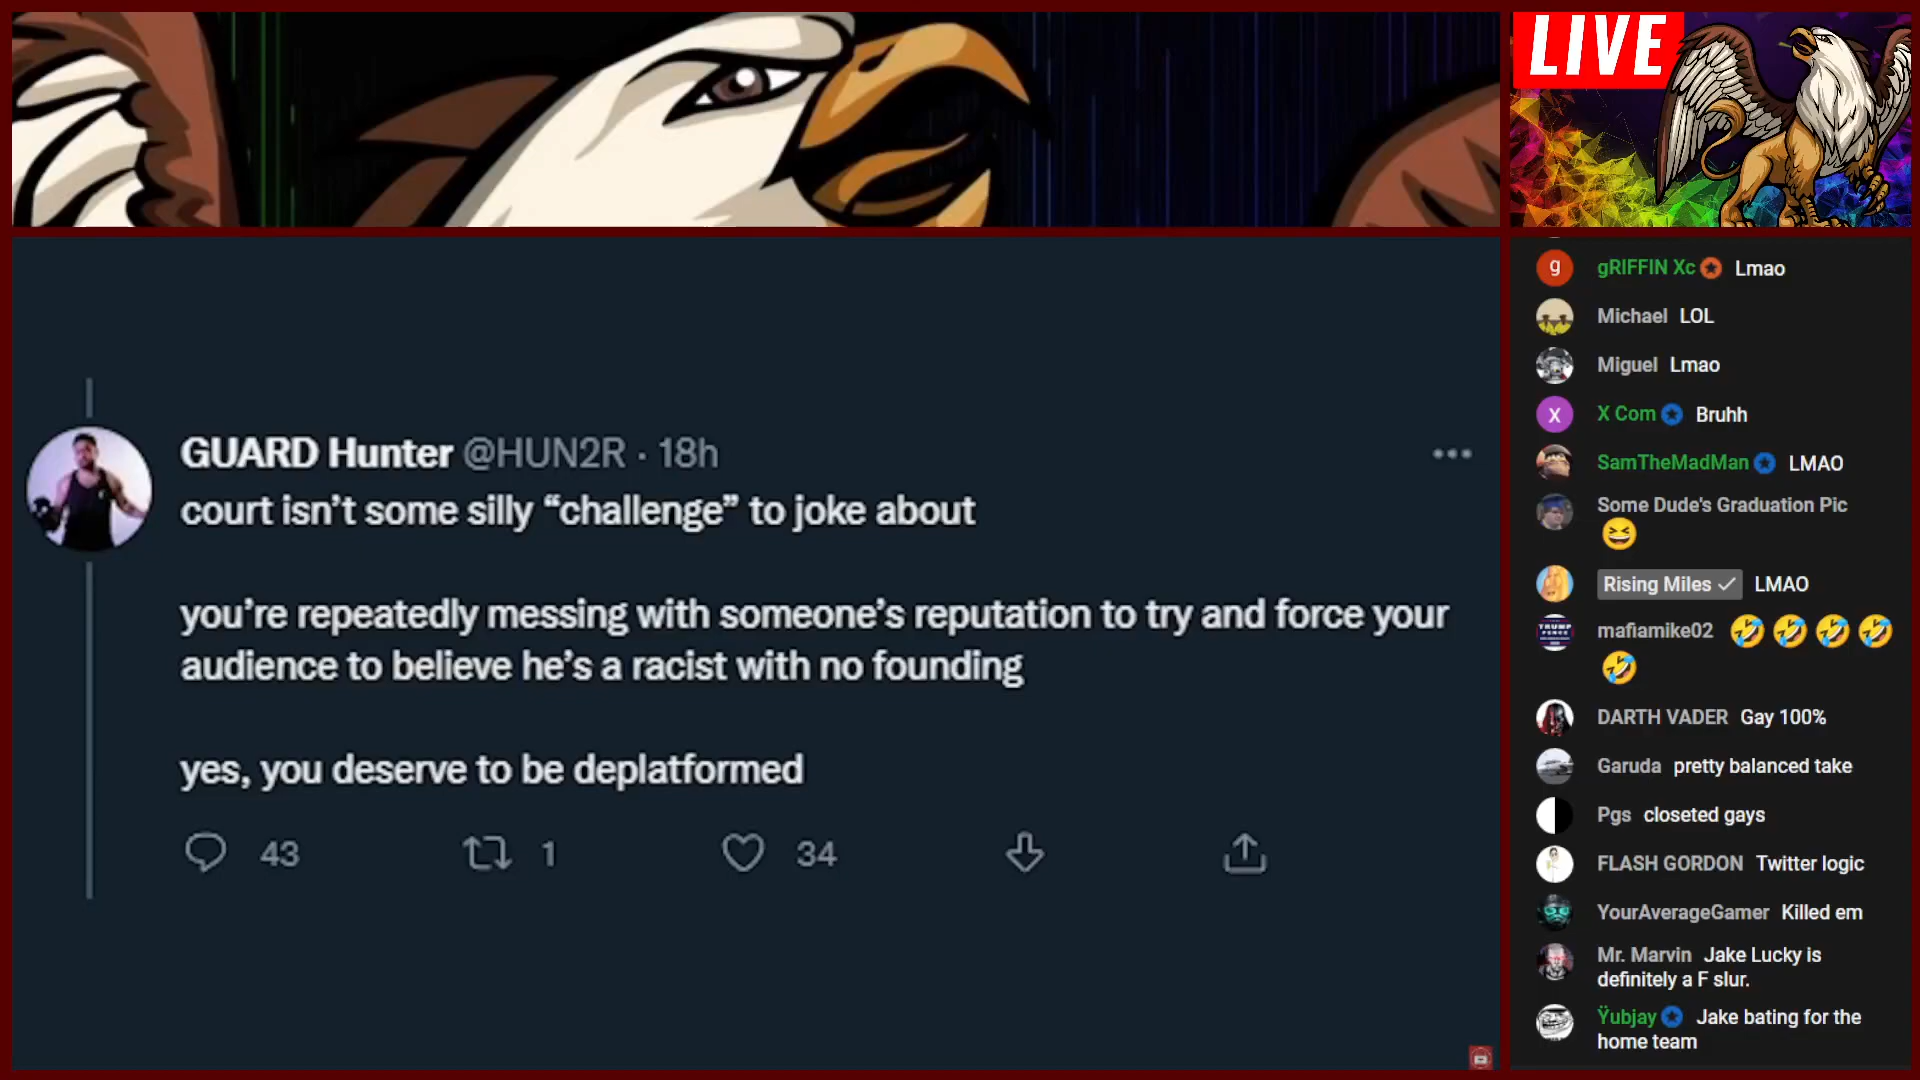 LIVE
GUARD Hunter @HUN2R · 18h
court isn't some silly “challenge” to joke about
you're repeatedly messing with someone's reputation to try and force your
audience to believe he's a racist with no founding
yes, you deserve to be deplatformed
43 1 34
g gRIFFIN Xc Lmao
Michael LOL
Miguel Lmao
X X Com Bruhh
SamTheMadMan LMAO
Some Dude's Graduation Pic
😆
Rising Miles ✓ LMAO
TRUMP
mafiamike02 🤣🤣🤣🤣
🤣
DARTH VADER Gay 100%
Garuda pretty balanced take
Pgs closeted gays
FLASH GORDON Twitter logic
YourAverageGamer Killed em
Mr. Marvin Jake Lucky is
definitely a F slur.
Ÿubjay Jake bating for the
home team